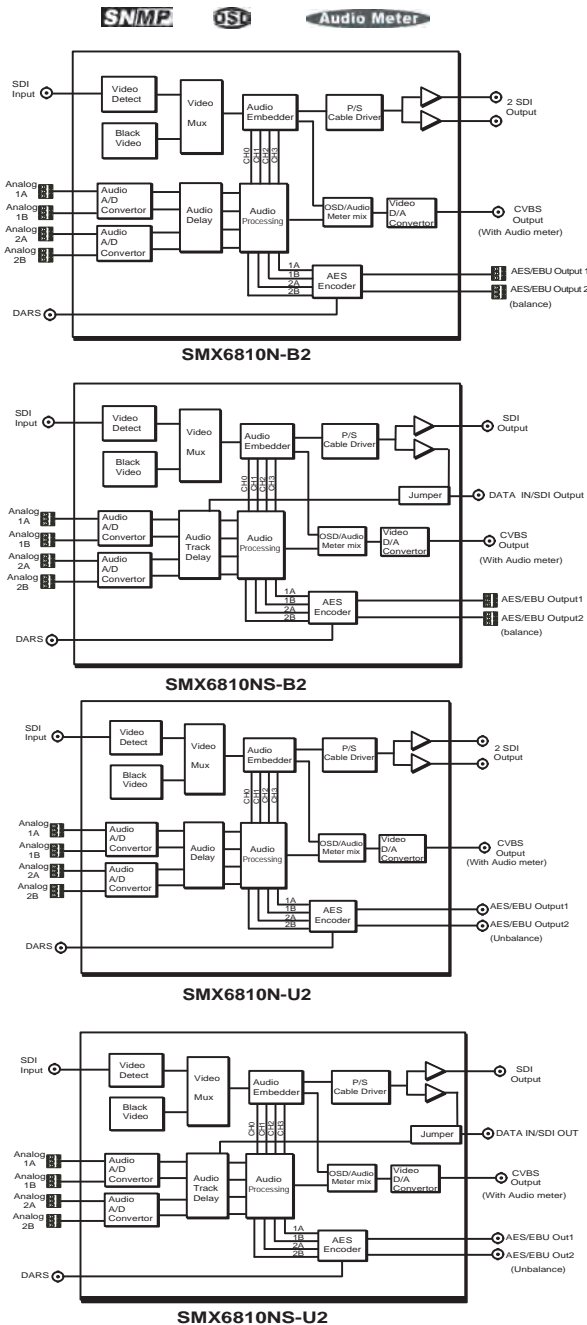 SNMP OSD Audio Meter
SDI
Input
Video
Detect
Video
Mux
Black
Video
Audio
Embedder
P/S
Cable Driver
2 SDI
Output
CH0
CH1
CH2
CH3
Analog
1A
Analog
1B
Analog
2A
Analog
2B
Audio
A/D
Convertor
Audio
A/D
Convertor
Audio
Delay
Audio
Processing
OSD/Audio
Meter mix
Video
D/A
Convertor
CVBS
Output
(With Audio meter)
1A
1B
2A
2B
AES
Encoder
AES/EBU Output 1
AES/EBU Output 2
(balance)
DARS
SMX6810N-B2
SDI
Input
Video
Detect
Video
Mux
Black
Video
Audio
Embedder
P/S
Cable Driver
SDI
Output
CH0
CH1
CH2
CH3
Jumper
DATA IN/SDI Output
Analog
1A
Analog
1B
Analog
2A
Analog
2B
Audio
A/D
Convertor
Audio
A/D
Convertor
Audio
Track
Delay
Audio
Processing
OSD/Audio
Meter mix
Video
D/A
Convertor
CVBS
Output
(With Audio meter)
1A
1B
2A
2B
AES
Encoder
AES/EBU Output1
AES/EBU Output2
(balance)
DARS
SMX6810NS-B2
SDI
Input
Video
Detect
Video
Mux
Black
Video
Audio
Embedder
P/S
Cable Driver
2 SDI
Output
CH0
CH1
CH2
CH3
Analog
1A
Analog
1B
Analog
2A
Analog
2B
Audio
A/D
Convertor
Audio
A/D
Convertor
Audio
Delay
Audio
Processing
OSD/Audio
Meter mix
Video
D/A
Convertor
CVBS
Output
(With Audio meter)
1A
1B
2A
2B
AES
Encoder
AES/EBU Output1
AES/EBU Output2
(Unbalance)
DARS
SMX6810N-U2
SDI
Input
Video
Detect
Video
Mux
Black
Video
Audio
Embedder
P/S
Cable Driver
SDI
Output
CH0
CH1
CH2
CH3
Jumper
DATA IN/SDI OUT
Analog
1A
Analog
1B
Analog
2A
Analog
2B
Audio
A/D
Convertor
Audio
A/D
Convertor
Audio
Track
Delay
Audio
Processing
OSD/Audio
Meter mix
Video
D/A
Convertor
CVBS
Output
(With Audio meter)
1A
1B
2A
2B
AES
Encoder
AES/EBU Out1
AES/EBU Out2
(Unbalance)
DARS
SMX6810NS-U2